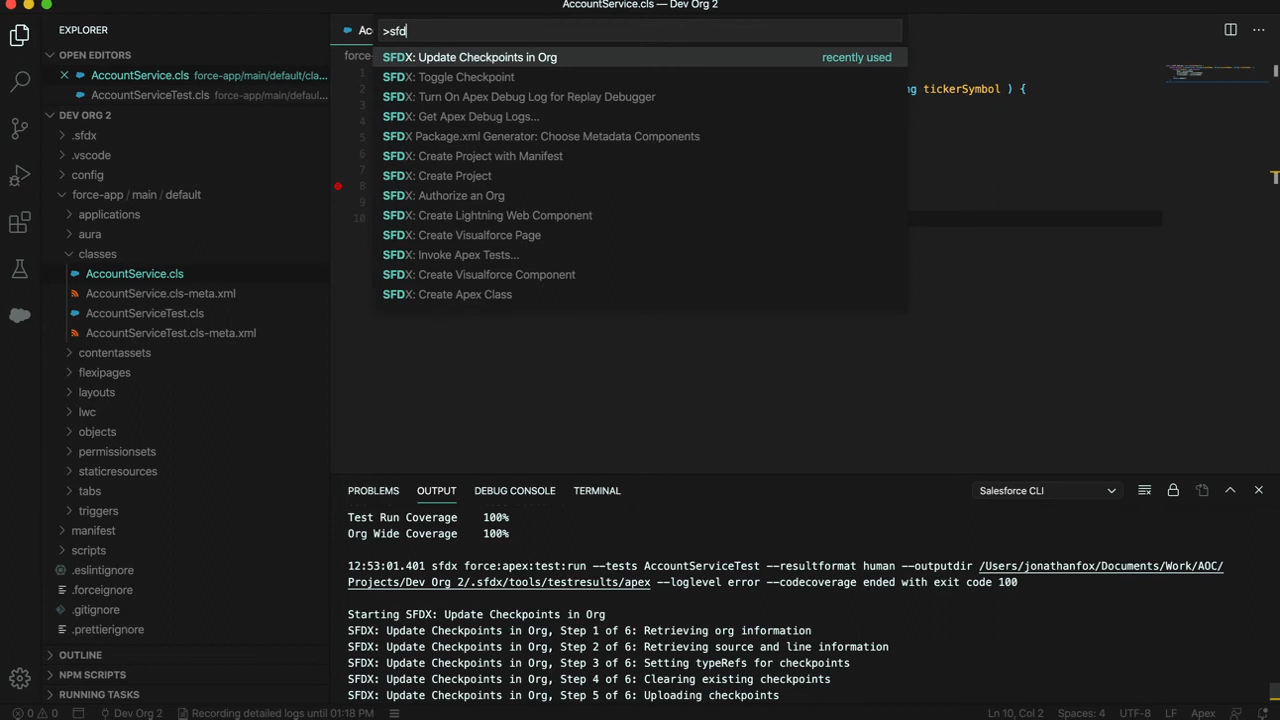 AccountService.cls — Dev Org 2
EXPLORER
OPEN EDITORS
AccountService.cls force-app/main/default/cla...
AccountServiceTest.cls force-app/main/defaul...
DEV ORG 2
.sfdx
.vscode
config
force-app / main / default
applications
aura
classes
AccountService.cls
AccountService.cls-meta.xml
AccountServiceTest.cls
AccountServiceTest.cls-meta.xml
contentassets
flexipages
layouts
lwc
objects
permissionsets
staticresources
tabs
triggers
manifest
scripts
.eslintignore
.forceignore
.gitignore
.prettierignore
OUTLINE
NPM SCRIPTS
RUNNING TASKS
Acc
force-
>sfd
SFDX: Update Checkpoints in Org recently used
SFDX: Toggle Checkpoint
SFDX: Turn On Apex Debug Log for Replay Debugger
SFDX: Get Apex Debug Logs...
SFDX Package.xml Generator: Choose Metadata Components
SFDX: Create Project with Manifest
SFDX: Create Project
SFDX: Authorize an Org
SFDX: Create Lightning Web Component
SFDX: Create Visualforce Page
SFDX: Invoke Apex Tests...
SFDX: Create Visualforce Component
SFDX: Create Apex Class
1
2 ng tickerSymbol ) {
3
4
5
6
7
8
9
10
PROBLEMS OUTPUT DEBUG CONSOLE TERMINAL Salesforce CLI
Test Run Coverage 100%
Org Wide Coverage 100%
12:53:01.401 sfdx force:apex:test:run --tests AccountServiceTest --resultformat human --outputdir /Users/jonathanfox/Documents/Work/AOC/
Projects/Dev Org 2/.sfdx/tools/testresults/apex --loglevel error --codecoverage ended with exit code 100
Starting SFDX: Update Checkpoints in Org
SFDX: Update Checkpoints in Org, Step 1 of 6: Retrieving org information
SFDX: Update Checkpoints in Org, Step 2 of 6: Retrieving source and line information
SFDX: Update Checkpoints in Org, Step 3 of 6: Setting typeRefs for checkpoints
SFDX: Update Checkpoints in Org, Step 4 of 6: Clearing existing checkpoints
SFDX: Update Checkpoints in Org, Step 5 of 6: Uploading checkpoints
0 0 Dev Org 2 Recording detailed logs until 01:18 PM Ln 10, Col 2 Spaces: 4 UTF-8 LF Apex